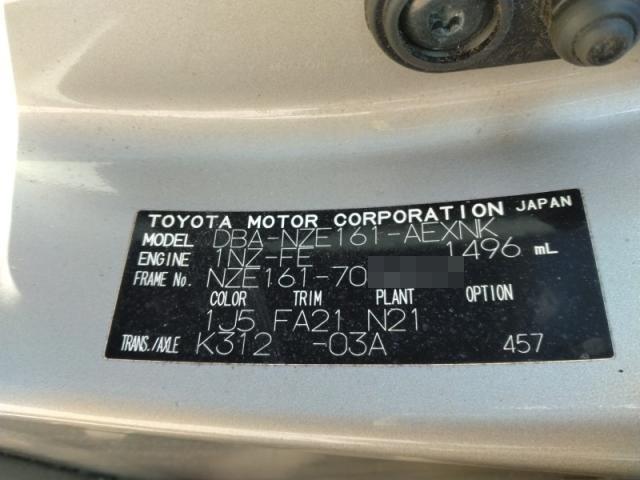 TOYOTA MOTOR CORPORATION JAPAN
MODEL DBA-NZE161-AEXNK
ENGINE 1NZ-FE 1496 mL
FRAME No. NZE161-70
COLOR TRIM PLANT OPTION
1J5 FA21 N21
TRANS./AXLE K312 -03A 457